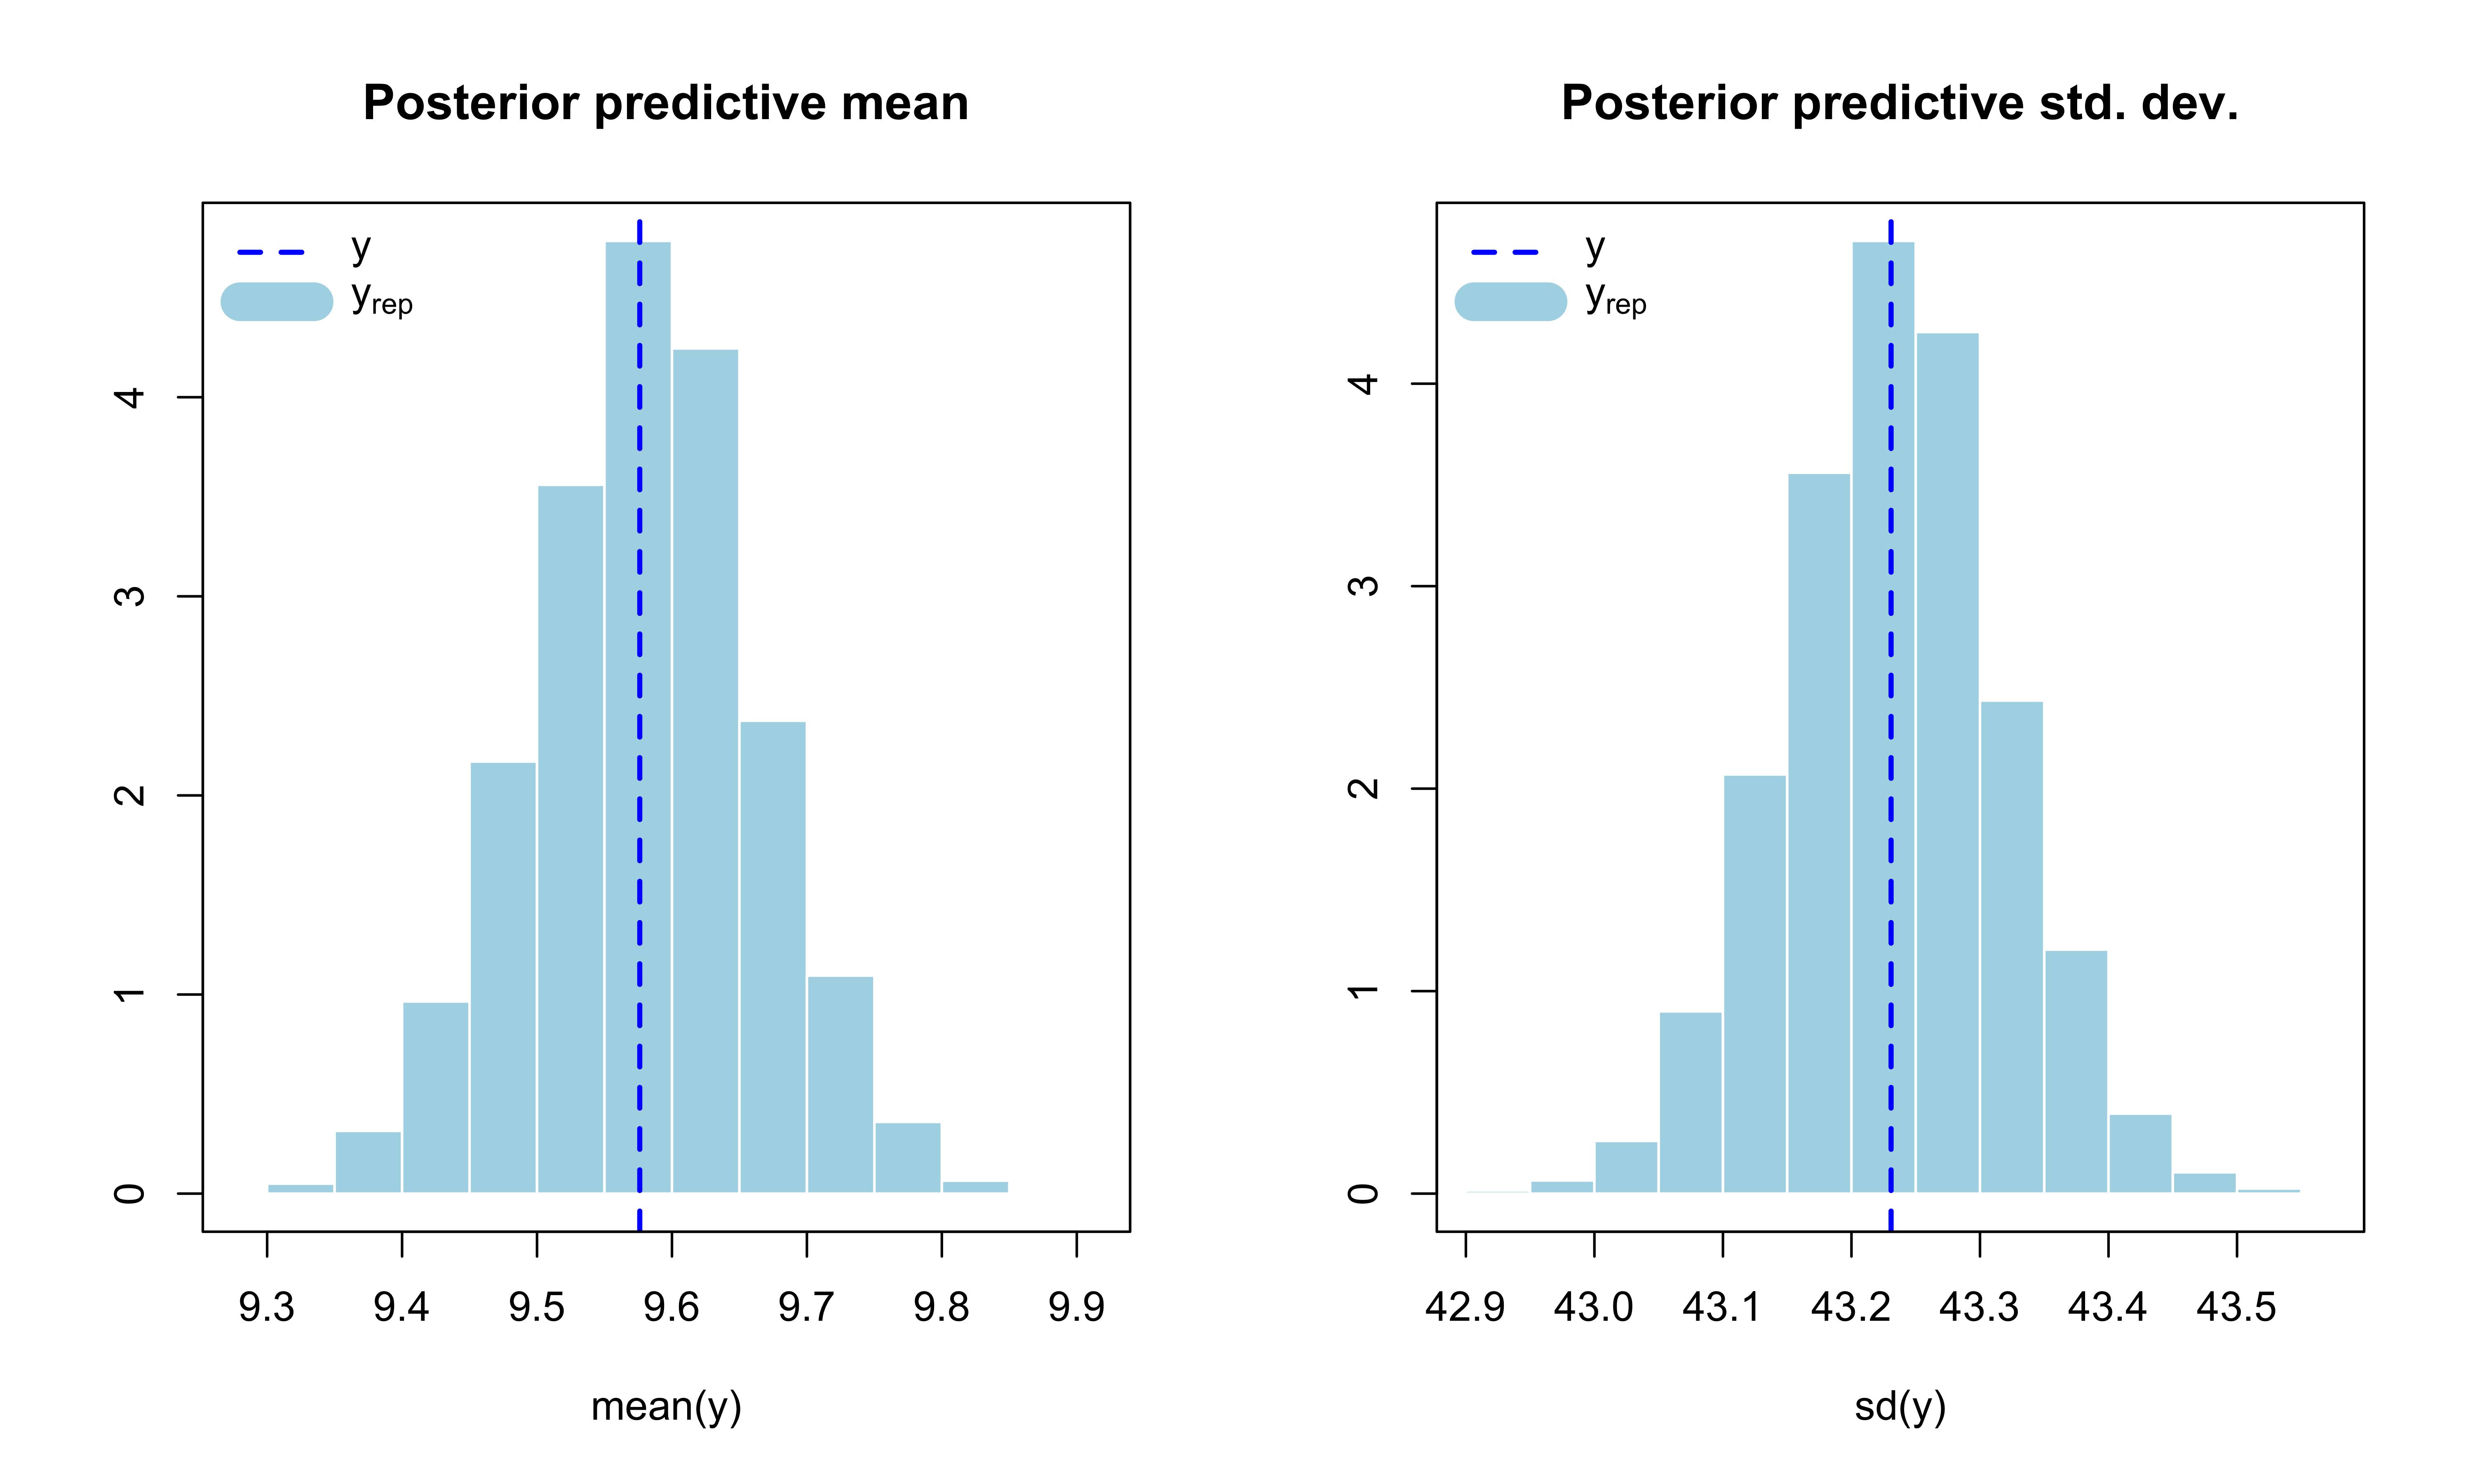 Posterior predictive mean
y
yrep
4
3
2
1
0
9.3 9.4 9.5 9.6 9.7 9.8 9.9
mean(y)
Posterior predictive std. dev.
y
yrep
4
3
2
1
0
42.9 43.0 43.1 43.2 43.3 43.4 43.5
sd(y)